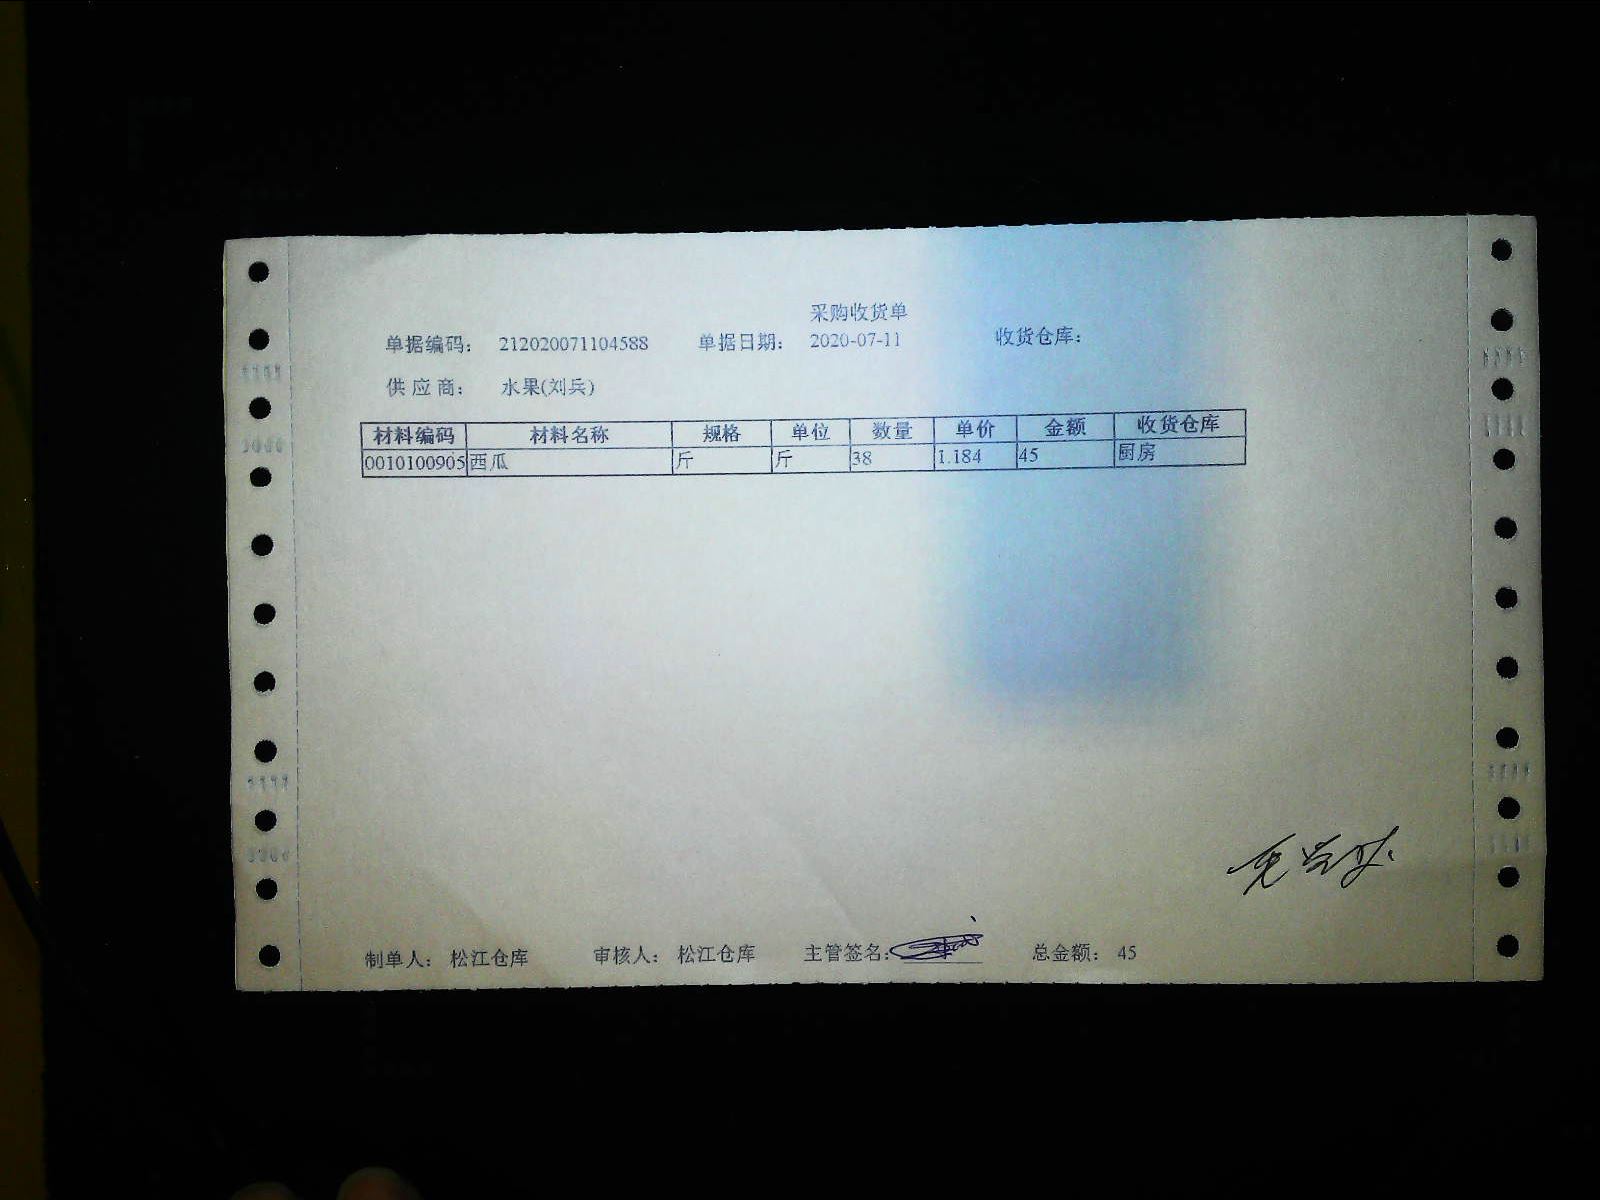 采购收货单
单据编码： 212020071104588 单据日期： 2020-07-11 收货仓库：
供应商： 水果(刘兵)
材料编码 材料名称 规格 单位 数量 单价 金额 收货仓库
0010100905 西瓜 斤 斤 38 1.184 45 厨房
制单人： 松江仓库 审核人： 松江仓库 主管签名： 总金额： 45